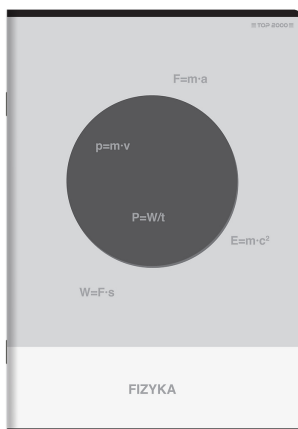 TOP-2000
F=m·a
p=m·v
P=W/t
E=m·c²
W=F·s
FIZYKA